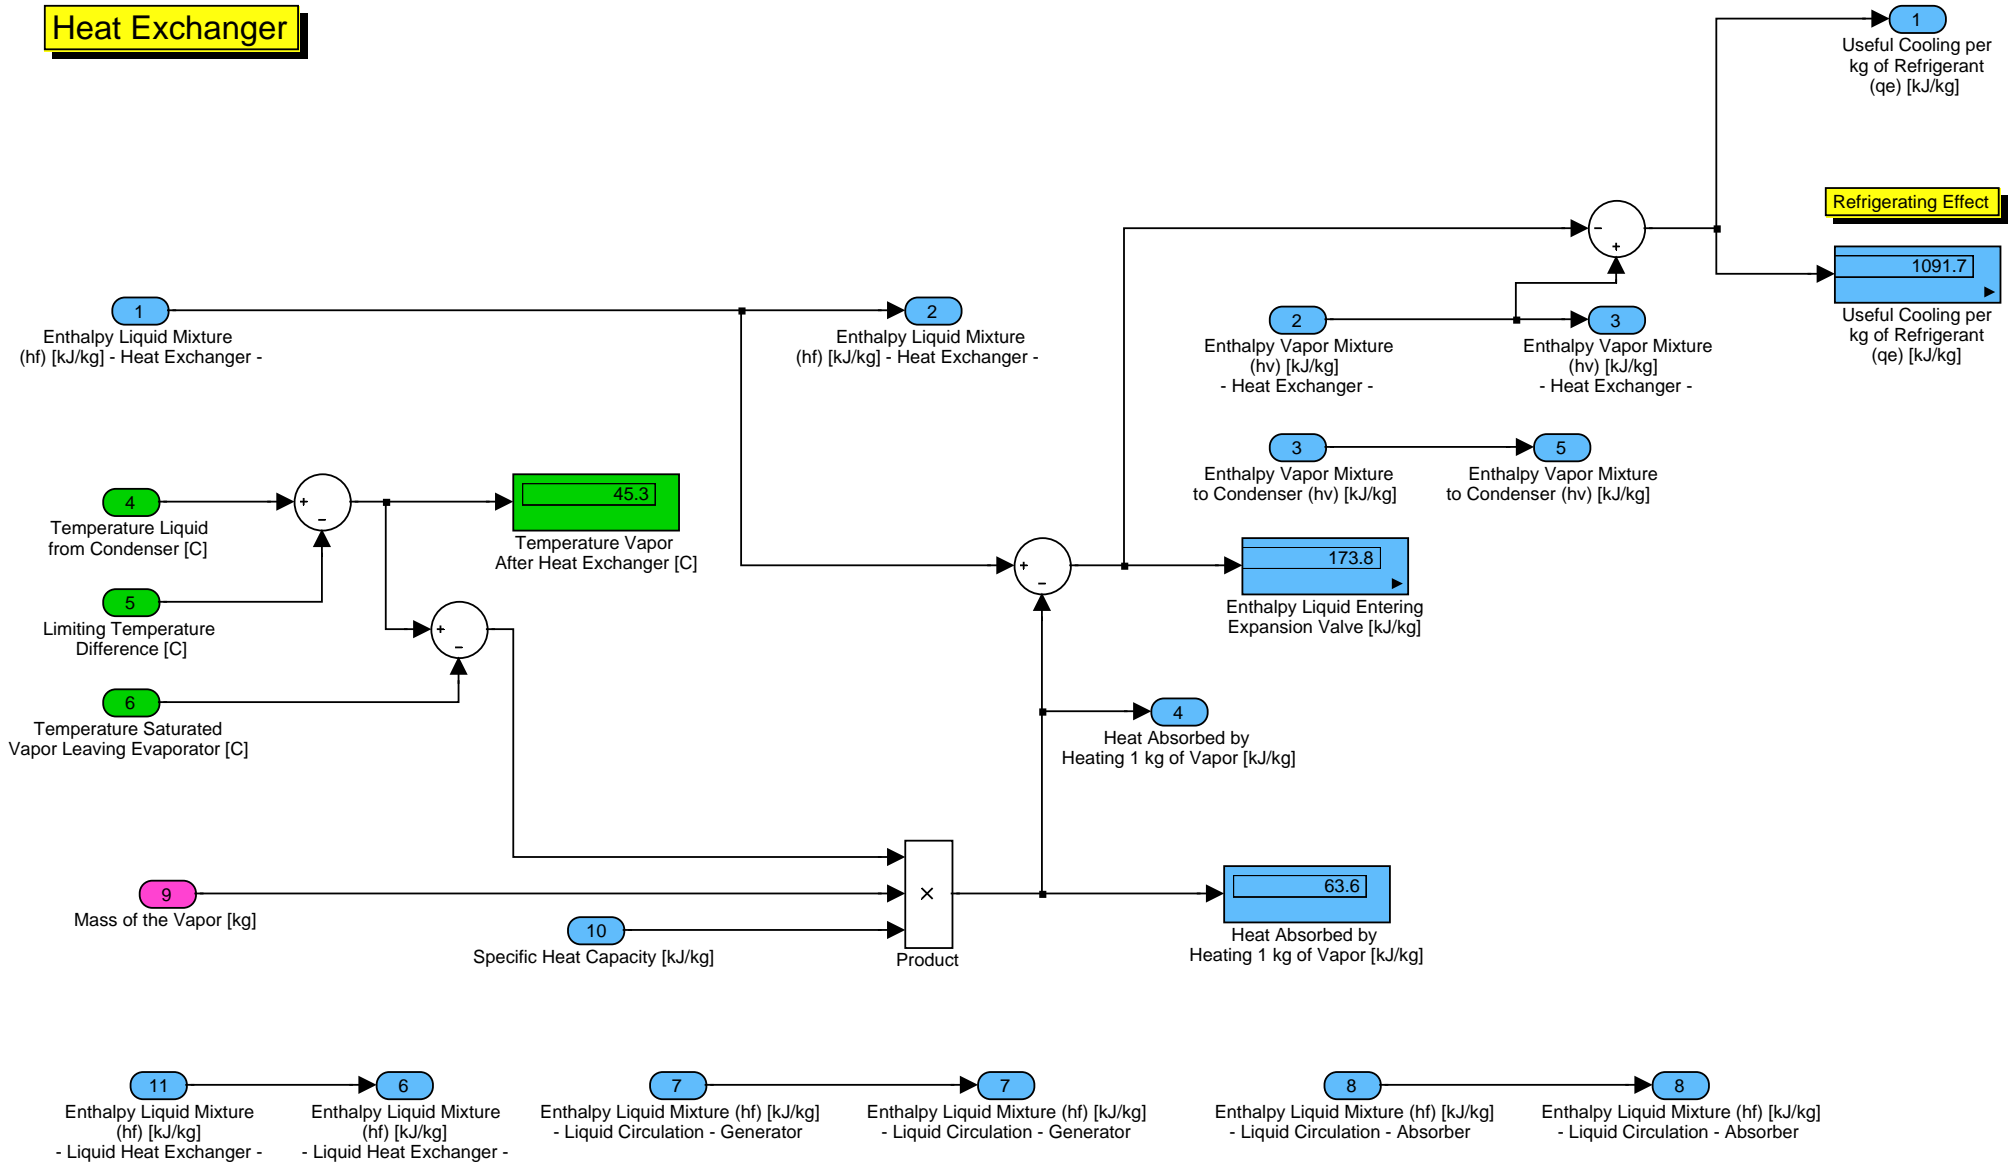 Heat Exchanger
1
Useful Cooling per
kg of Refrigerant
(qe) [kJ/kg]
Refrigerating Effect
1091.7
Useful Cooling per
kg of Refrigerant
(qe) [kJ/kg]
−
+
1
Enthalpy Liquid Mixture
(hf) [kJ/kg] - Heat Exchanger -
2
Enthalpy Liquid Mixture
(hf) [kJ/kg] - Heat Exchanger -
2
Enthalpy Vapor Mixture
(hv) [kJ/kg]
- Heat Exchanger -
3
Enthalpy Vapor Mixture
(hv) [kJ/kg]
- Heat Exchanger -
3
Enthalpy Vapor Mixture
to Condenser (hv) [kJ/kg]
5
Enthalpy Vapor Mixture
to Condenser (hv) [kJ/kg]
4
Temperature Liquid
from Condenser [C]
+
−
45.3
Temperature Vapor
After Heat Exchanger [C]
5
Limiting Temperature
Difference [C]
+
−
+
−
173.8
Enthalpy Liquid Entering
Expansion Valve [kJ/kg]
6
Temperature Saturated
Vapor Leaving Evaporator [C]
4
Heat Absorbed by
Heating 1 kg of Vapor [kJ/kg]
9
Mass of the Vapor [kg]
10
Specific Heat Capacity [kJ/kg]
×
Product
63.6
Heat Absorbed by
Heating 1 kg of Vapor [kJ/kg]
11
Enthalpy Liquid Mixture
(hf) [kJ/kg]
- Liquid Heat Exchanger -
6
Enthalpy Liquid Mixture
(hf) [kJ/kg]
- Liquid Heat Exchanger -
7
Enthalpy Liquid Mixture (hf) [kJ/kg]
- Liquid Circulation - Generator
7
Enthalpy Liquid Mixture (hf) [kJ/kg]
- Liquid Circulation - Generator
8
Enthalpy Liquid Mixture (hf) [kJ/kg]
- Liquid Circulation - Absorber
8
Enthalpy Liquid Mixture (hf) [kJ/kg]
- Liquid Circulation - Absorber